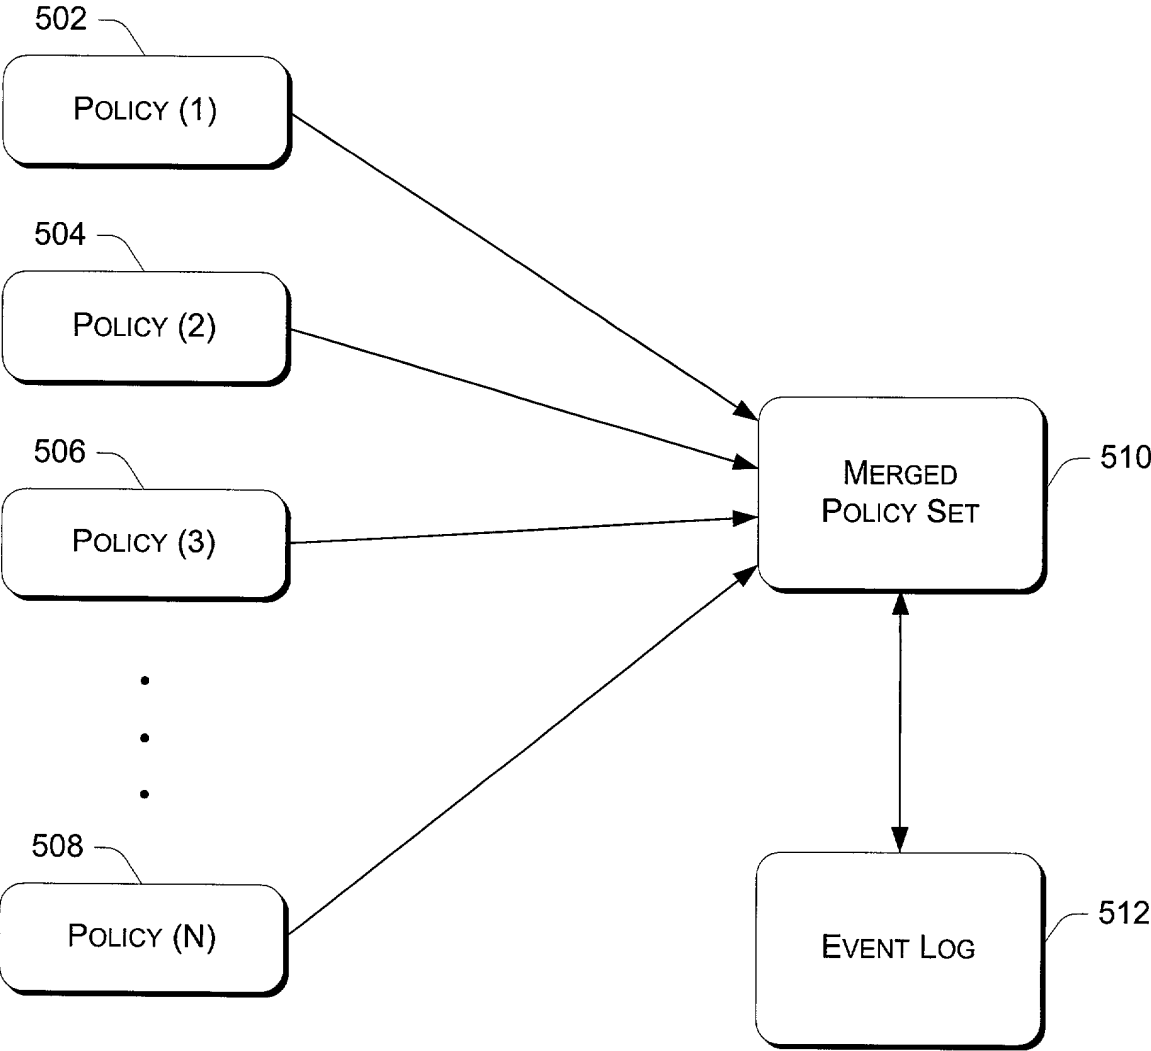 502
POLICY (1)
504
POLICY (2)
506
POLICY (3)
MERGED
POLICY SET
510
508
POLICY (N)
512
EVENT LOG